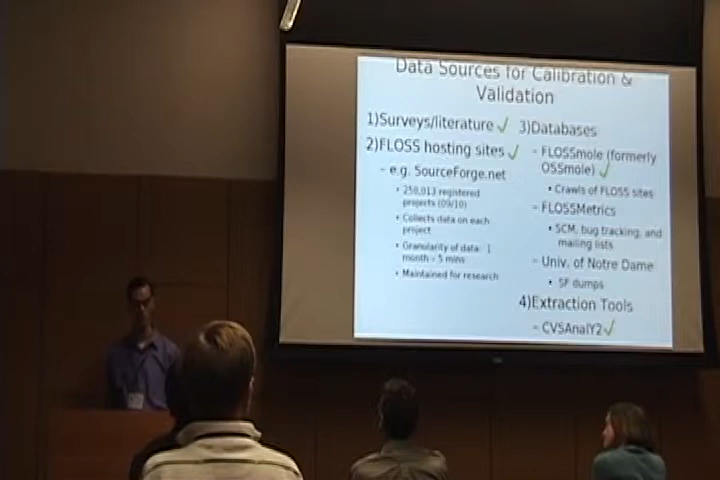 Data Sources for Calibration &
Validation
1)Surveys/literature ✓
2)FLOSS hosting sites ✓
– e.g. SourceForge.net
• 250,013 registered
projects (09/10)
• Collects data on each
project
• Granularity of data: 1
month - 5 mins
• Maintained for research
3)Databases
– FLOSSmole (formerly
OSSmole) ✓
• Crawls of FLOSS sites
– FLOSSMetrics
• SCM, bug tracking, and
mailing lists
– Univ. of Notre Dame
• SF dumps
4)Extraction Tools
– CVSAnalY2 ✓